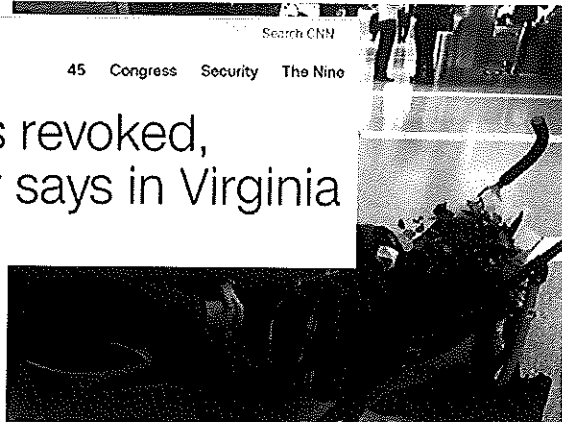 Search CNN
45 Congress Security The Nine
s revoked,
says in Virginia